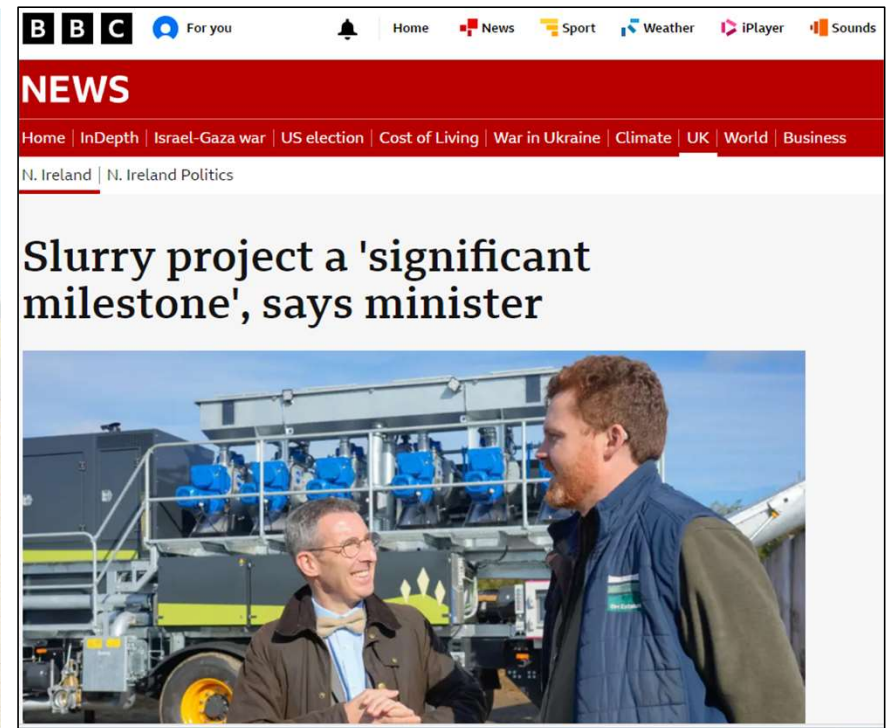 BBC For you Home News Sport Weather iPlayer Sounds
NEWS
Home InDepth Israel-Gaza war US election Cost of Living War in Ukraine Climate UK World Business
N. Ireland N. Ireland Politics
Slurry project a 'significant
milestone', says minister